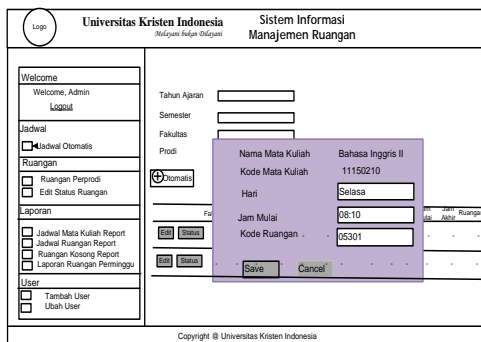 Logo
Universitas Kristen Indonesia
Melayani bukan Dilayani
Sistem Informasi
Manajemen Ruangan
Welcome
Welcome, Admin
Logout
Jadwal
Jadwal Otomatis
Ruangan
Ruangan Perprodi
Edit Status Ruangan
Laporan
Jadwal Mata Kuliah Report
Jadwal Ruangan Report
Ruangan Kosong Report
Laporan Ruangan Perminggu
User
Tambah User
Ubah User
Tahun Ajaran
Semester
Fakultas
Prodi
Otomatis
Fa
Jam Akhir
Ruangan
Edit Status
Edit Status
Nama Mata Kuliah Bahasa Inggris II
Kode Mata Kuliah 11150210
Hari Selasa
Jam Mulai 08:10
Kode Ruangan 05301
Save Cancel
Copyright @ Universitas Kristen Indonesia